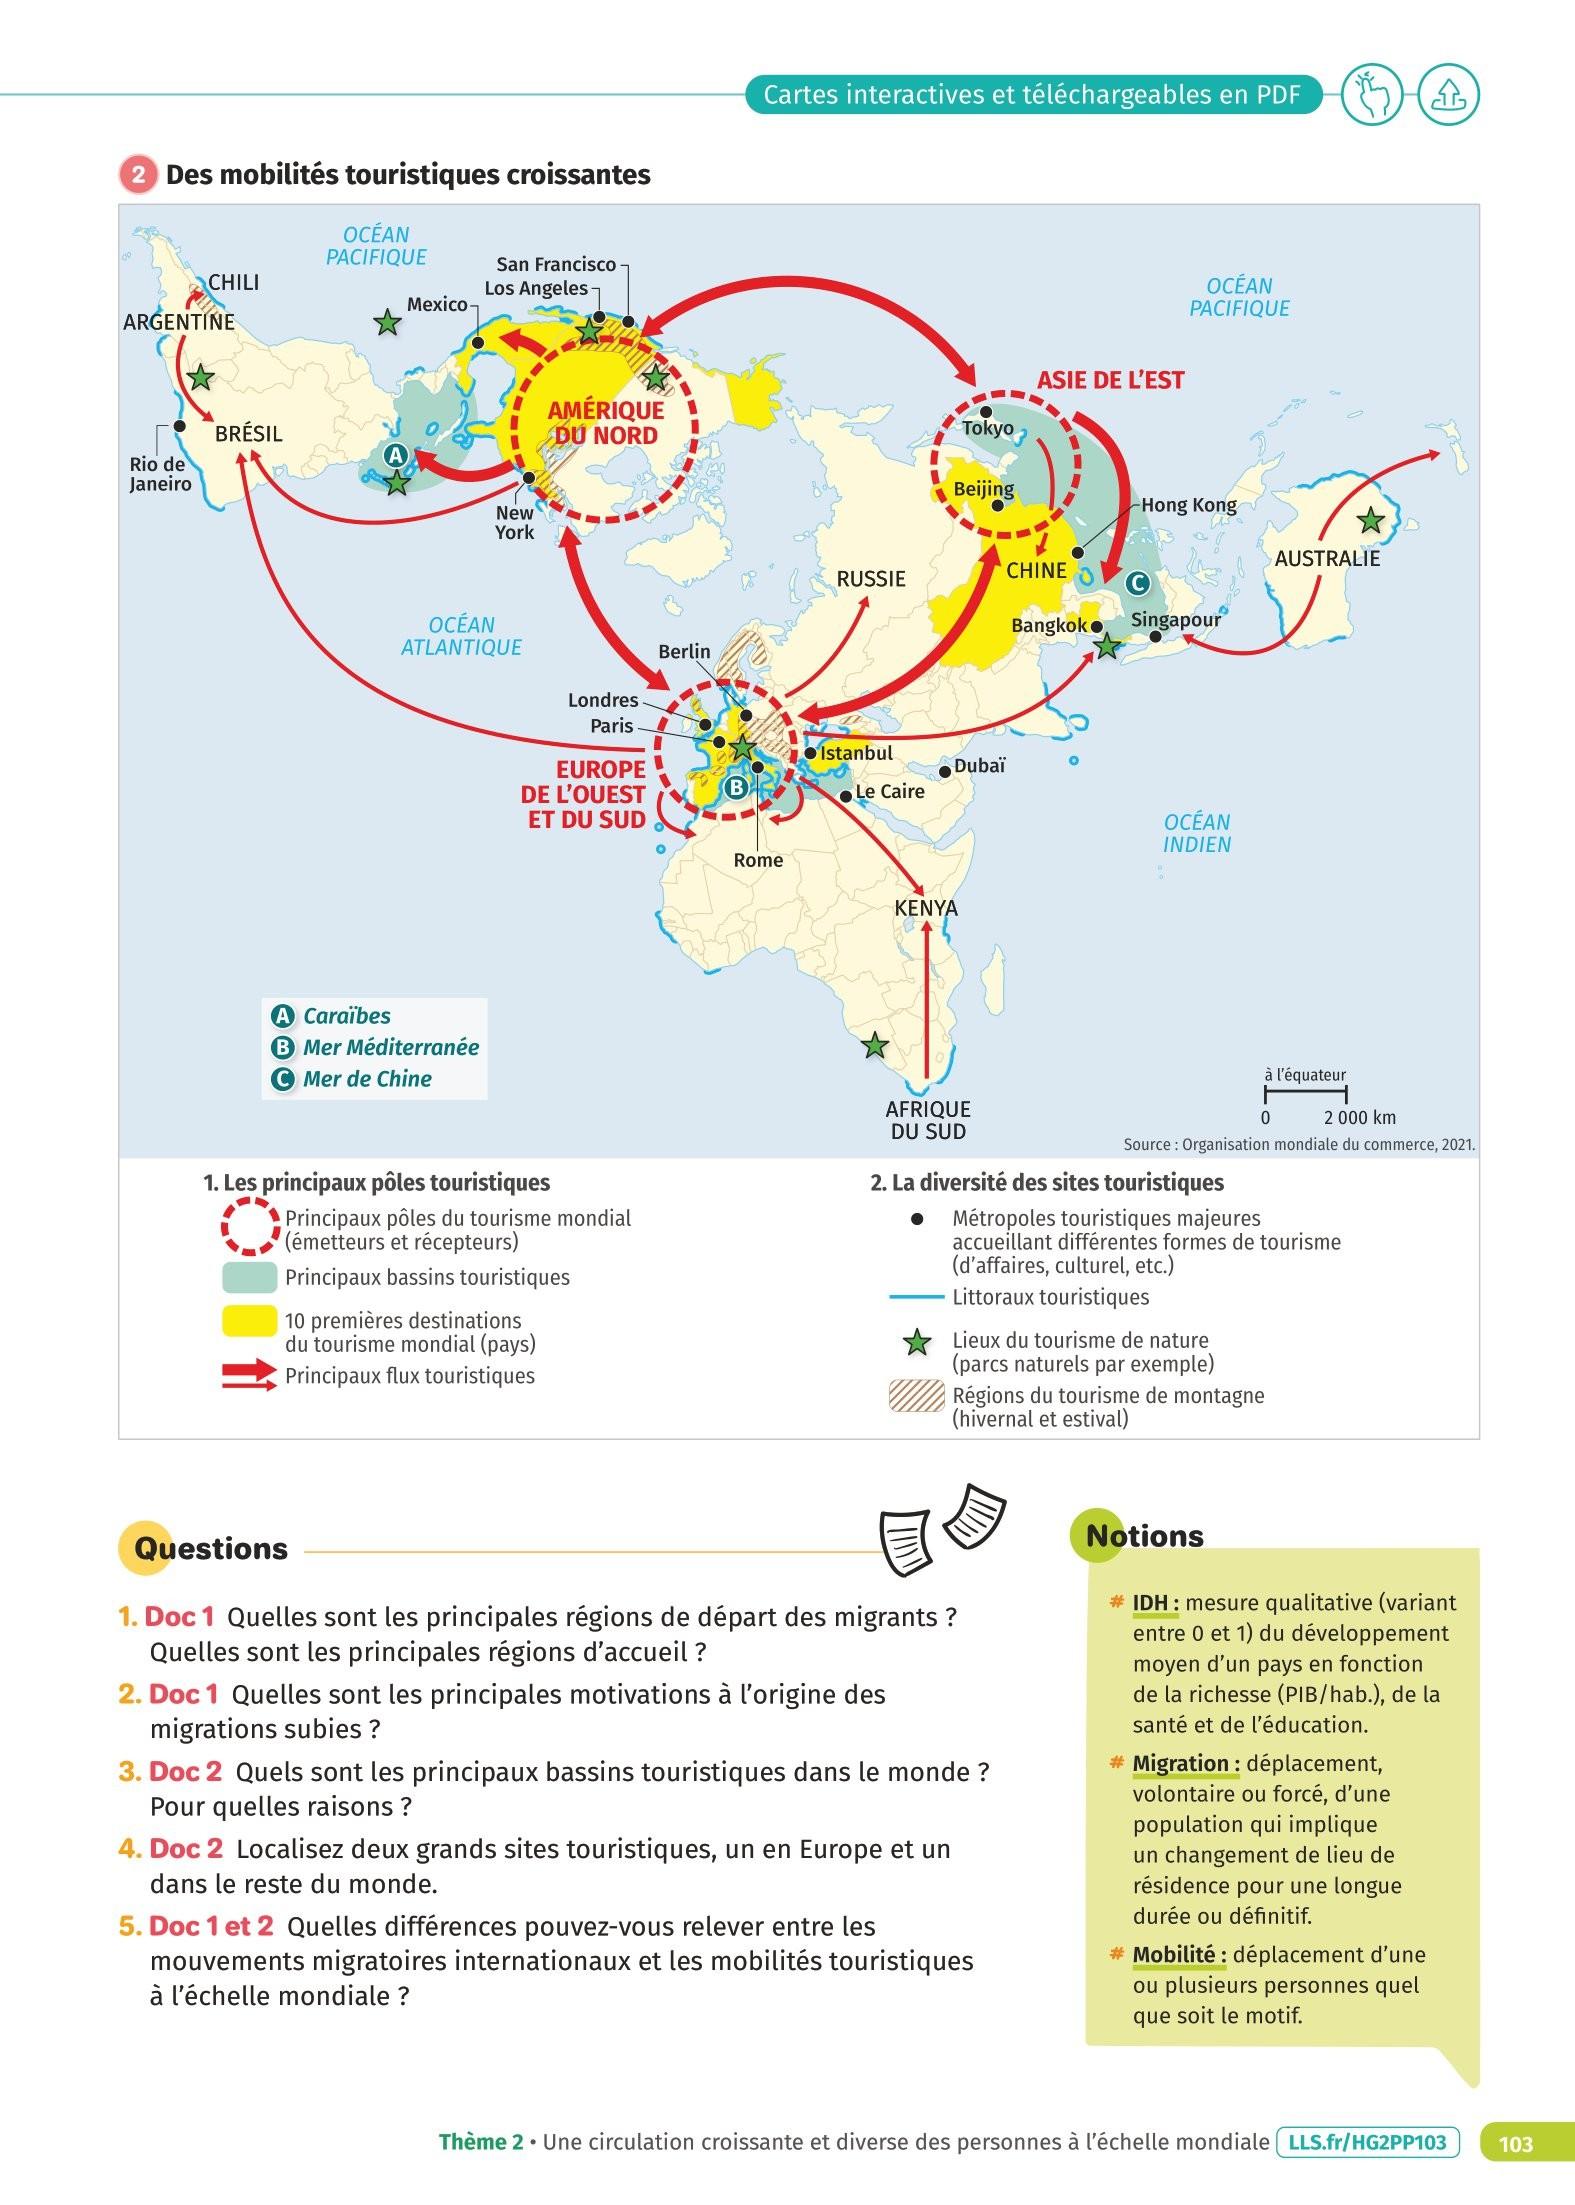 Cartes interactives et téléchargeables en PDF
2 Des mobilités touristiques croissantes
OCÉAN
PACIFIQUE
San Francisco
Los Angeles
Mexico
CHILI
ARGENTINE
OCÉAN
PACIFIQUE
ASIE DE L'EST
AMÉRIQUE
DU NORD
BRÉSIL
Tokyo
A
Rio de
Janeiro
Beijing
Hong Kong
New
York
CHINE
AUSTRALIE
RUSSIE
C
OCÉAN
ATLANTIQUE
Bangkok
Singapour
Berlin
Londres
Paris
Istanbul
Dubaï
EUROPE
DE L'OUEST
ET DU SUD
B
Le Caire
OCÉAN
INDIEN
Rome
KENYA
A Caraïbes
B Mer Méditerranée
C Mer de Chine
AFRIQUE
DU SUD
à l'équateur
0 2 000 km
Source : Organisation mondiale du commerce, 2021.
1. Les principaux pôles touristiques
Principaux pôles du tourisme mondial
(émetteurs et récepteurs)
Principaux bassins touristiques
10 premières destinations
du tourisme mondial (pays)
Principaux flux touristiques
2. La diversité des sites touristiques
Métropoles touristiques majeures
accueillant différentes formes de tourisme
(d'affaires, culturel, etc.)
Littoraux touristiques
Lieux du tourisme de nature
(parcs naturels par exemple)
Régions du tourisme de montagne
(hivernal et estival)
Questions
1. Doc 1 Quelles sont les principales régions de départ des migrants ?
Quelles sont les principales régions d'accueil ?
2. Doc 1 Quelles sont les principales motivations à l'origine des
migrations subies ?
3. Doc 2 Quels sont les principaux bassins touristiques dans le monde ?
Pour quelles raisons ?
4. Doc 2 Localisez deux grands sites touristiques, un en Europe et un
dans le reste du monde.
5. Doc 1 et 2 Quelles différences pouvez-vous relever entre les
mouvements migratoires internationaux et les mobilités touristiques
à l'échelle mondiale ?
Notions
# IDH : mesure qualitative (variant
entre 0 et 1) du développement
moyen d'un pays en fonction
de la richesse (PIB/hab.), de la
santé et de l'éducation.
# Migration : déplacement,
volontaire ou forcé, d'une
population qui implique
un changement de lieu de
résidence pour une longue
durée ou définitif.
# Mobilité : déplacement d'une
ou plusieurs personnes quel
que soit le motif.
Thème 2 • Une circulation croissante et diverse des personnes à l'échelle mondiale LLS.fr/HG2PP103 103